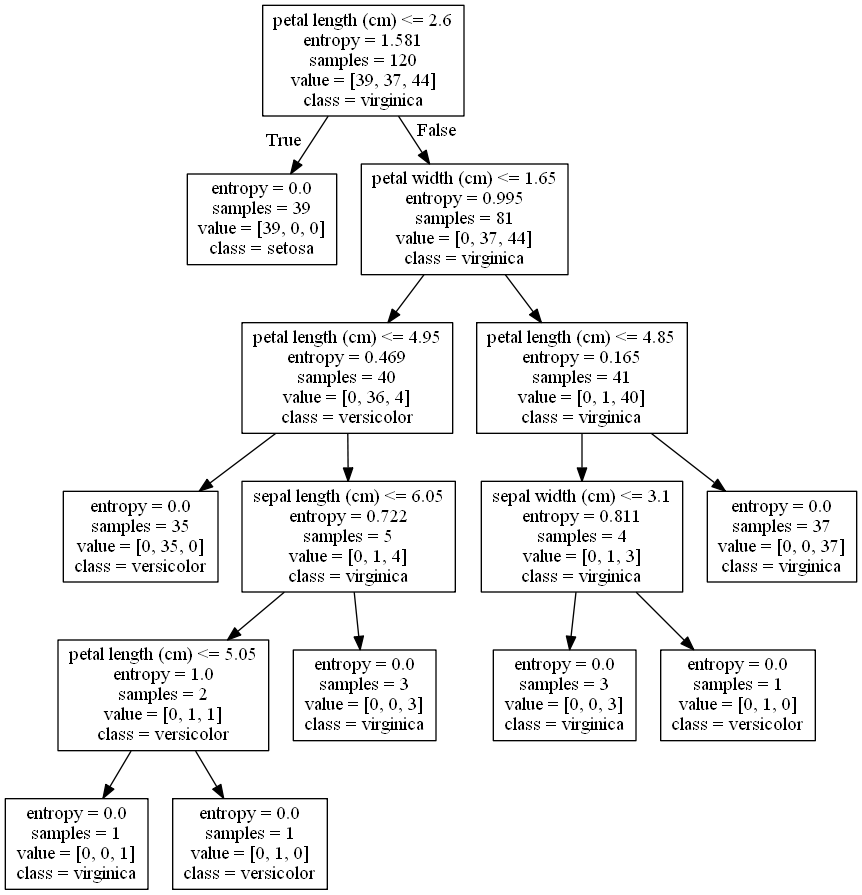 petal length (cm) <= 2.6
entropy = 1.581
samples = 120
value = [39, 37, 44]
class = virginica
True
False
entropy = 0.0
samples = 39
value = [39, 0, 0]
class = setosa
petal width (cm) <= 1.65
entropy = 0.995
samples = 81
value = [0, 37, 44]
class = virginica
petal length (cm) <= 4.95
entropy = 0.469
samples = 40
value = [0, 36, 4]
class = versicolor
petal length (cm) <= 4.85
entropy = 0.165
samples = 41
value = [0, 1, 40]
class = virginica
entropy = 0.0
samples = 35
value = [0, 35, 0]
class = versicolor
sepal length (cm) <= 6.05
entropy = 0.722
samples = 5
value = [0, 1, 4]
class = virginica
sepal width (cm) <= 3.1
entropy = 0.811
samples = 4
value = [0, 1, 3]
class = virginica
entropy = 0.0
samples = 37
value = [0, 0, 37]
class = virginica
petal length (cm) <= 5.05
entropy = 1.0
samples = 2
value = [0, 1, 1]
class = versicolor
entropy = 0.0
samples = 3
value = [0, 0, 3]
class = virginica
entropy = 0.0
samples = 3
value = [0, 0, 3]
class = virginica
entropy = 0.0
samples = 1
value = [0, 1, 0]
class = versicolor
entropy = 0.0
samples = 1
value = [0, 0, 1]
class = virginica
entropy = 0.0
samples = 1
value = [0, 1, 0]
class = versicolor